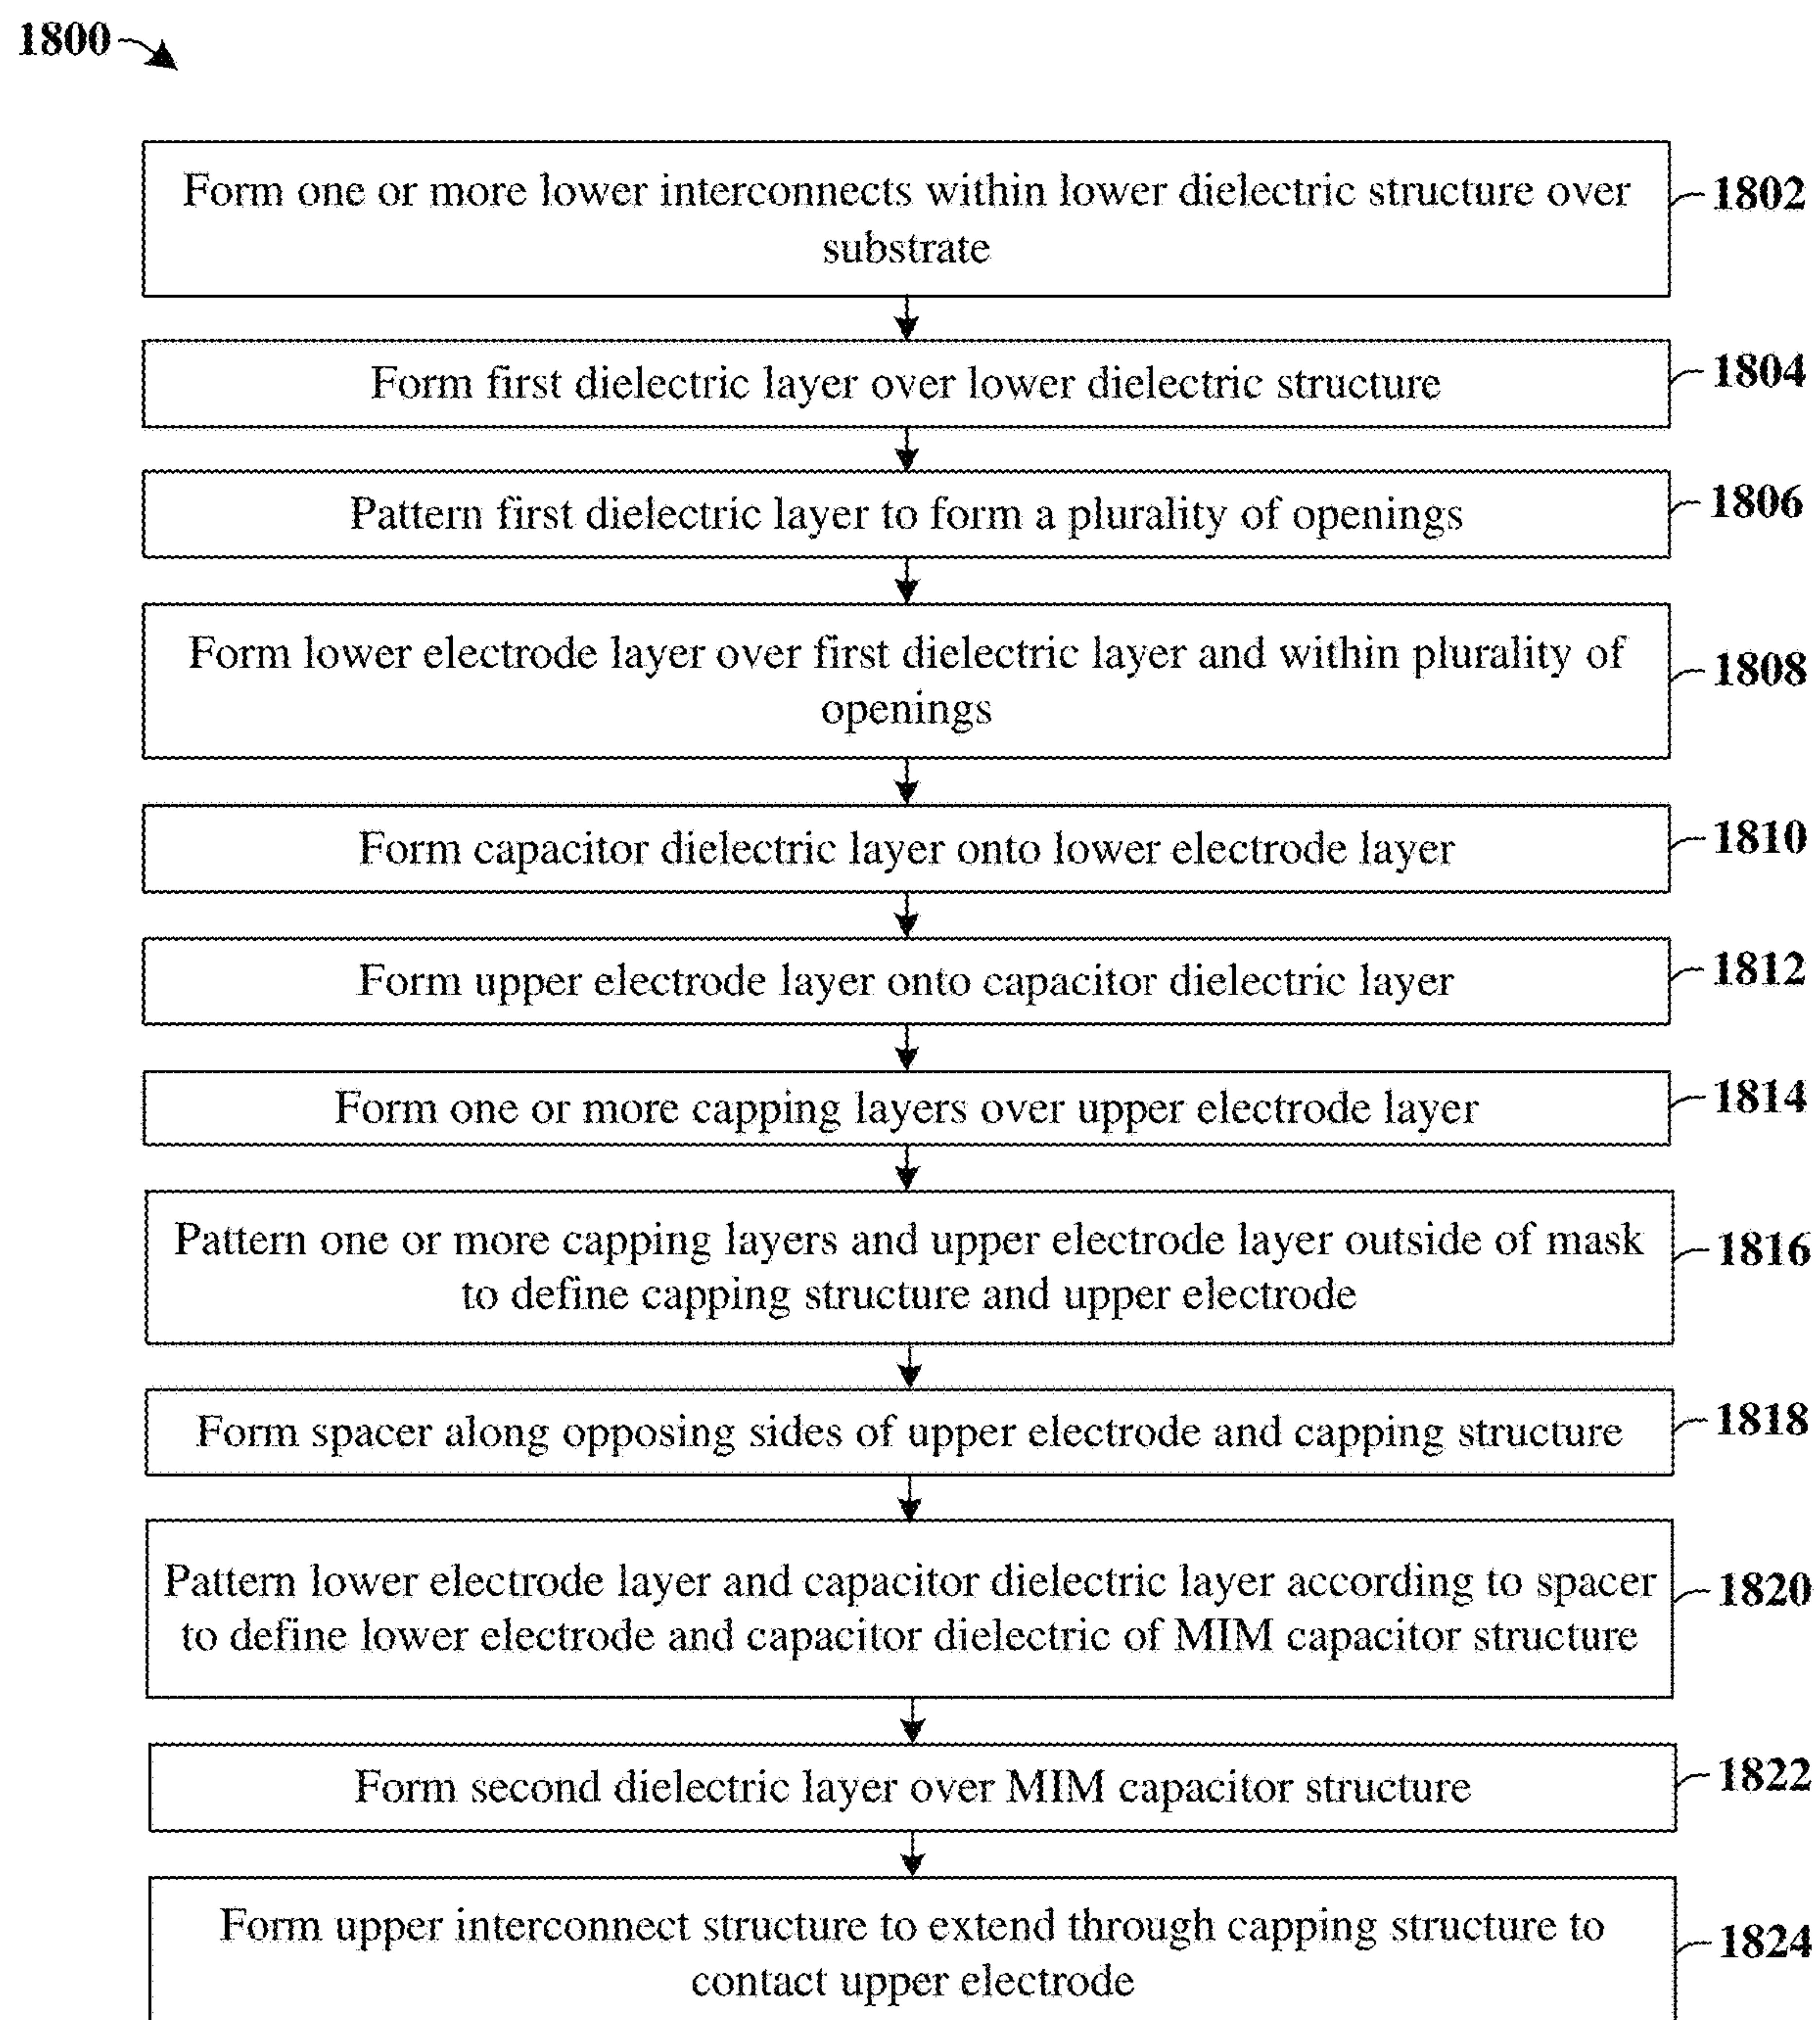 1800
Form one or more lower interconnects within lower dielectric structure over
substrate
1802
Form first dielectric layer over lower dielectric structure
1804
Pattern first dielectric layer to form a plurality of openings
1806
Form lower electrode layer over first dielectric layer and within plurality of
openings
1808
Form capacitor dielectric layer onto lower electrode layer
1810
Form upper electrode layer onto capacitor dielectric layer
1812
Form one or more capping layers over upper electrode layer
1814
Pattern one or more capping layers and upper electrode layer outside of mask
to define capping structure and upper electrode
1816
Form spacer along opposing sides of upper electrode and capping structure
1818
Pattern lower electrode layer and capacitor dielectric layer according to spacer
to define lower electrode and capacitor dielectric of MIM capacitor structure
1820
Form second dielectric layer over MIM capacitor structure
1822
Form upper interconnect structure to extend through capping structure to
contact upper electrode
1824